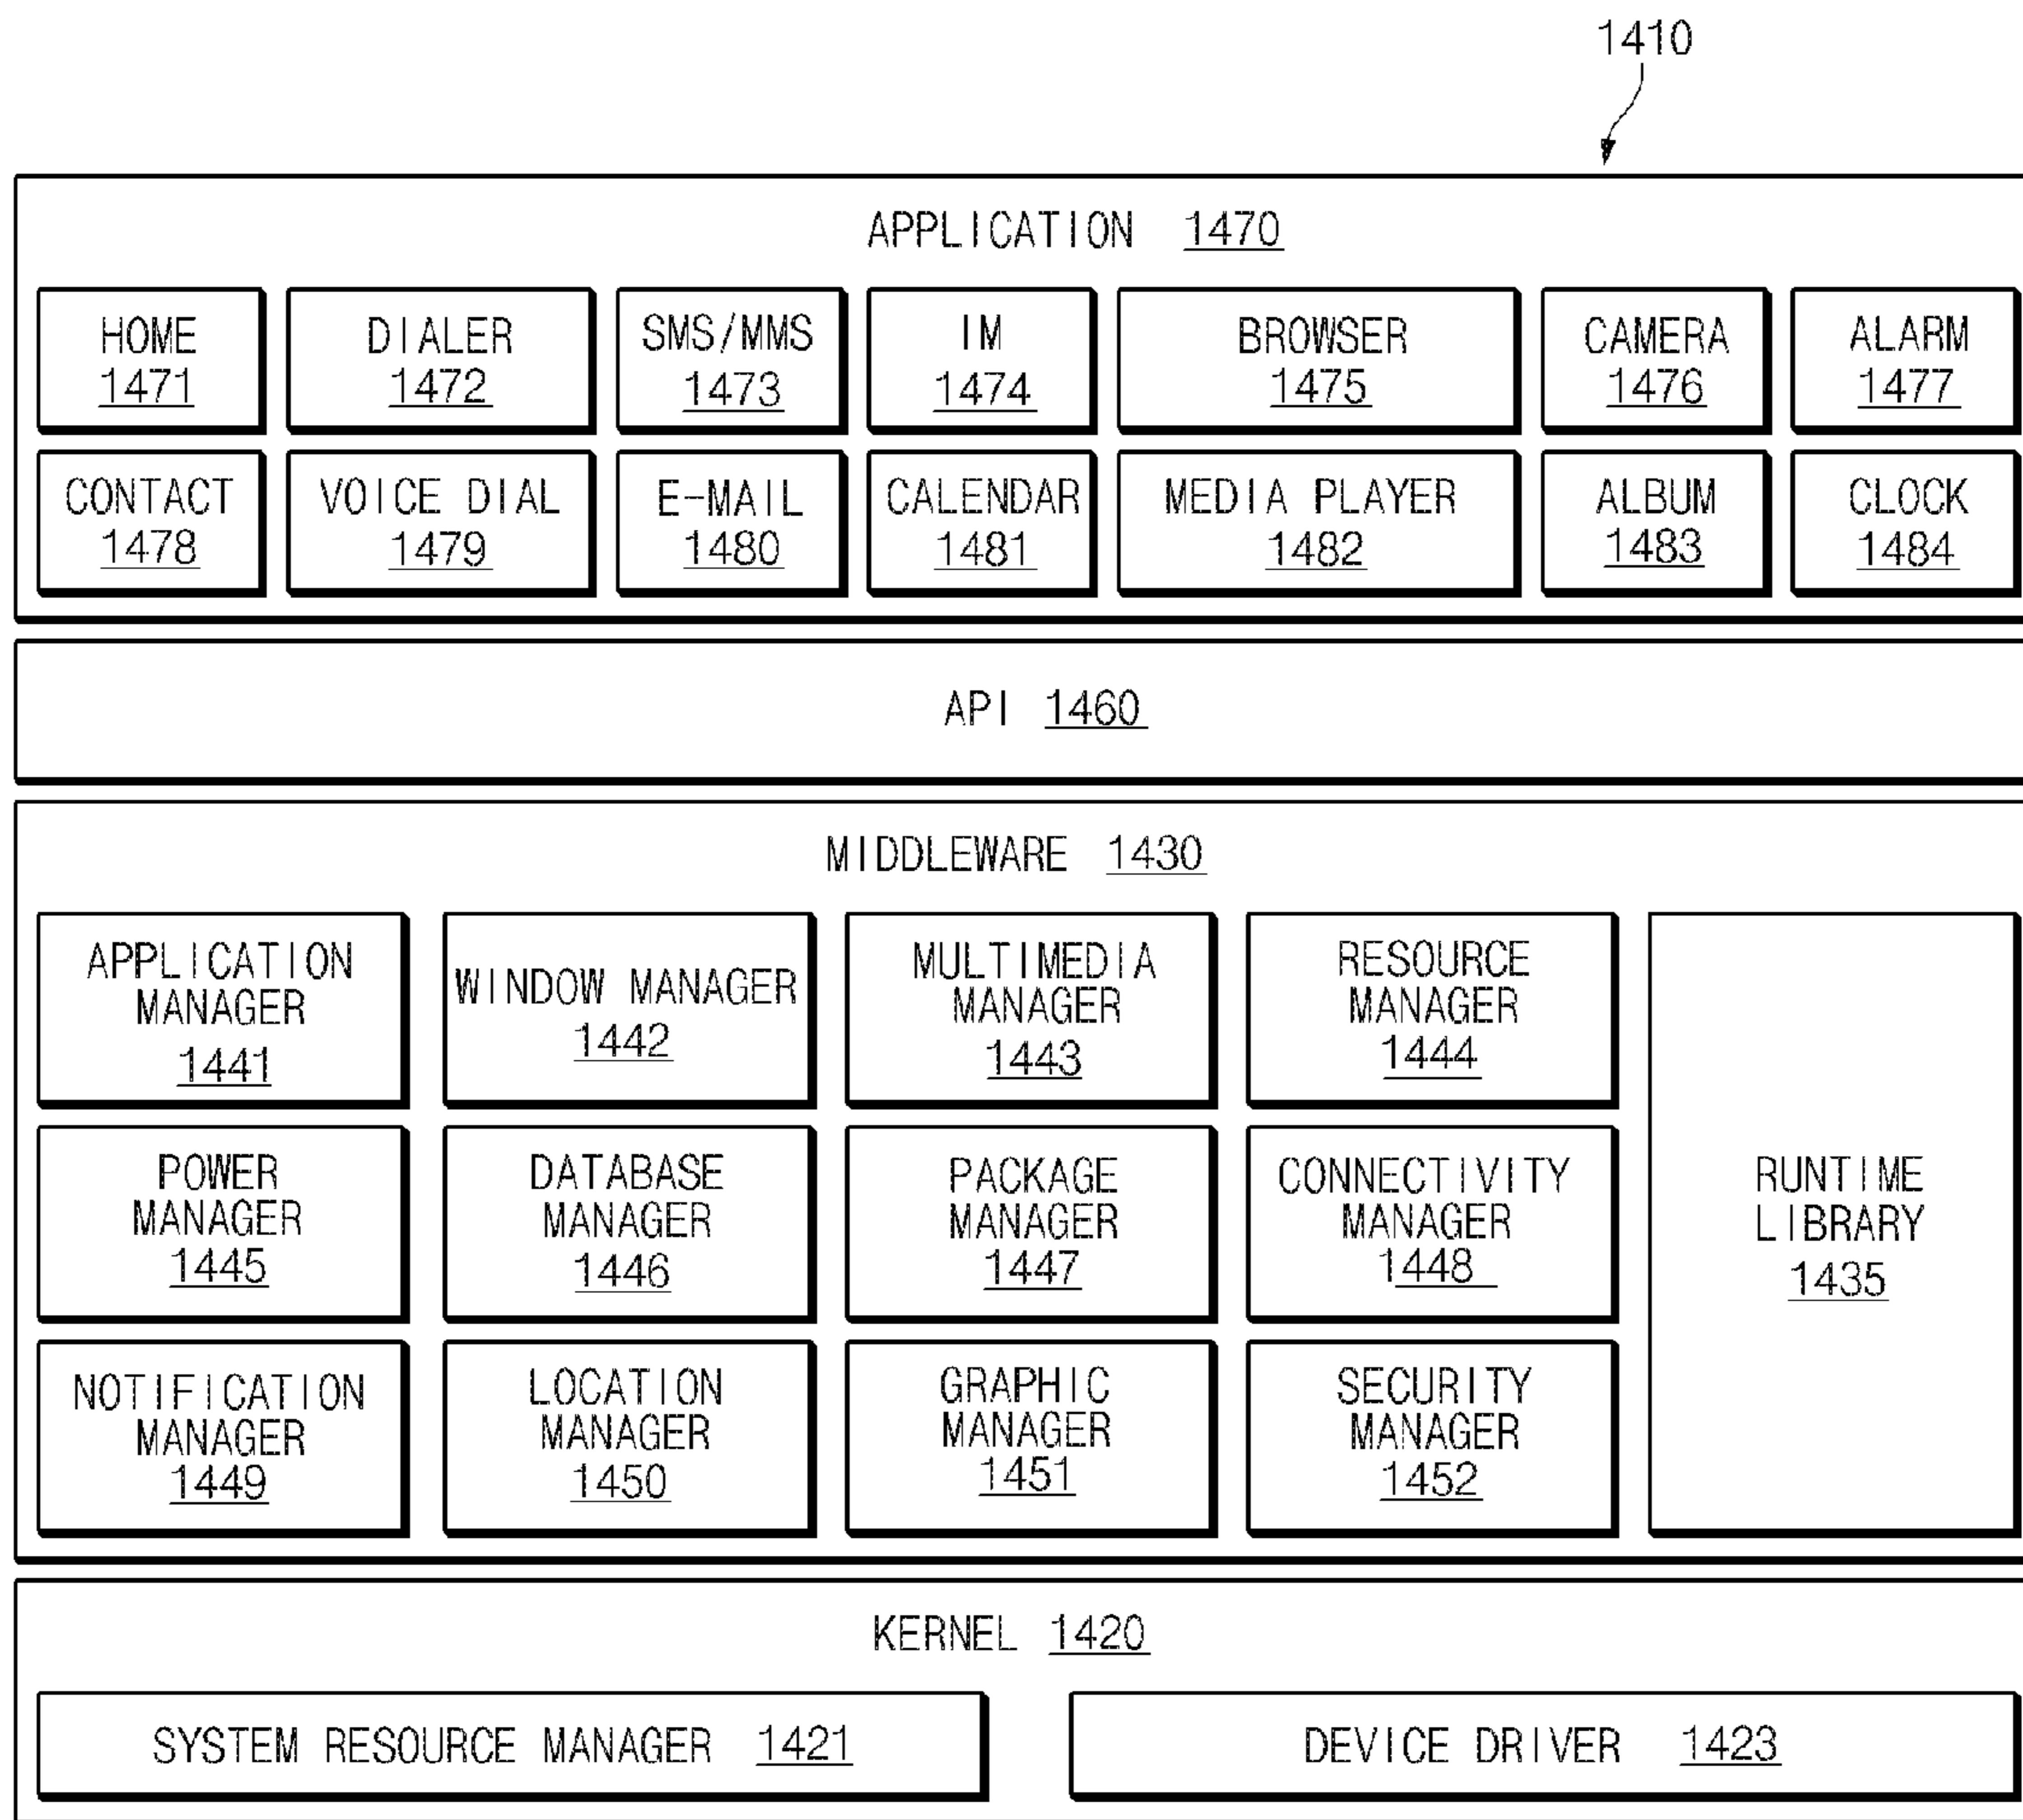 1410
APPLICATION 1470
HOME
1471
DIALER
1472
SMS/MMS
1473
IM
1474
BROWSER
1475
CAMERA
1476
ALARM
1477
CONTACT
1478
VOICE DIAL
1479
E-MAIL
1480
CALENDAR
1481
MEDIA PLAYER
1482
ALBUM
1483
CLOCK
1484
API 1460
MIDDLEWARE 1430
APPLICATION
MANAGER
1441
WINDOW MANAGER
1442
MULTIMEDIA
MANAGER
1443
RESOURCE
MANAGER
1444
POWER
MANAGER
1445
DATABASE
MANAGER
1446
PACKAGE
MANAGER
1447
CONNECTIVITY
MANAGER
1448
NOTIFICATION
MANAGER
1449
LOCATION
MANAGER
1450
GRAPHIC
MANAGER
1451
SECURITY
MANAGER
1452
RUNTIME
LIBRARY
1435
KERNEL 1420
SYSTEM RESOURCE MANAGER 1421
DEVICE DRIVER 1423